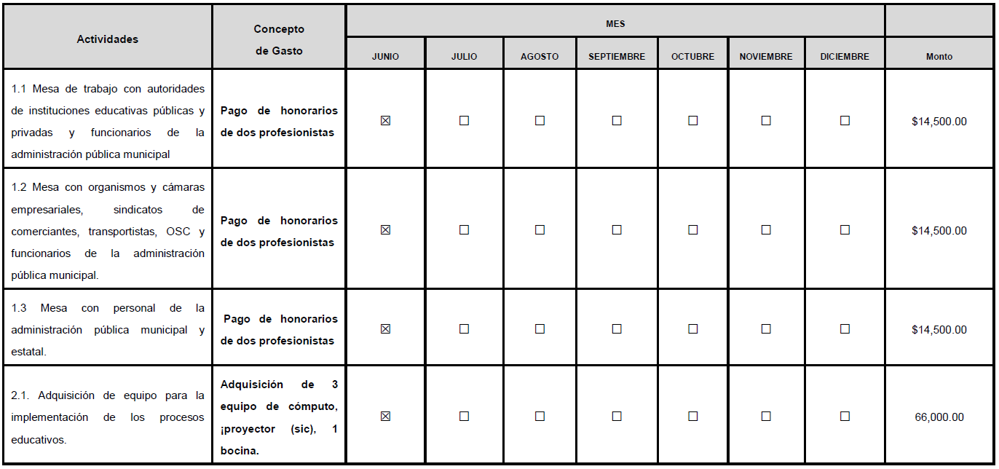 Actividades
Concepto
de Gasto
MES
JUNIO JULIO AGOSTO SEPTIEMBRE OCTUBRE NOVIEMBRE DICIEMBRE Monto
1.1 Mesa de trabajo con autoridades
de instituciones educativas públicas y
privadas y funcionarios de la
administración pública municipal
Pago de honorarios
de dos profesionistas
☒ ☐ ☐ ☐ ☐ ☐ ☐ $14,500.00
1.2 Mesa con organismos y cámaras
empresariales, sindicatos de
comerciantes, transportistas, OSC y
funcionarios de la administración
pública municipal.
Pago de honorarios
de dos profesionistas
☒ ☐ ☐ ☐ ☐ ☐ ☐ $14,500.00
1.3 Mesa con personal de la
administración pública municipal y
estatal.
Pago de honorarios
de dos profesionistas
☒ ☐ ☐ ☐ ☐ ☐ ☐ $14,500.00
2.1. Adquisición de equipo para la
implementación de los procesos
educativos.
Adquisición de 3
equipo de cómputo,
¡proyector (sic), 1
bocina.
☒ ☐ ☐ ☐ ☐ ☐ ☐ 66,000.00